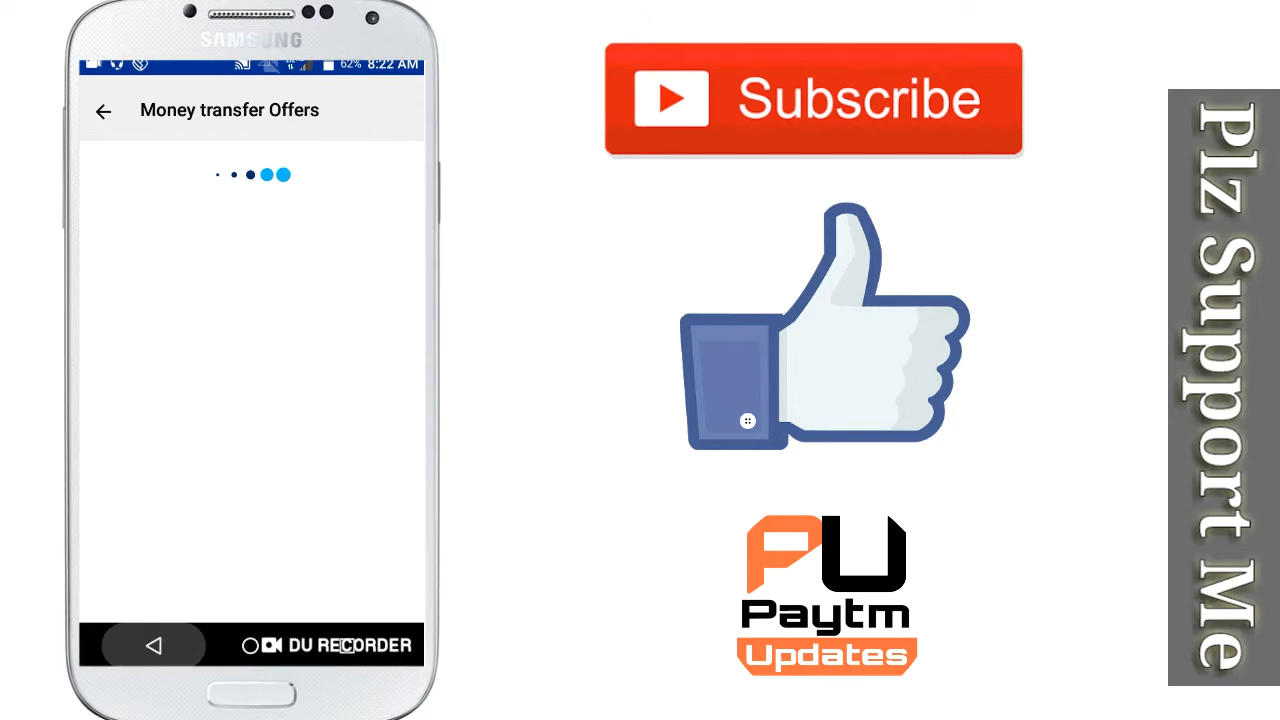 SAMSUNG
62% 8:22 AM
Money transfer Offers
DU RECORDER
Subscribe
PU
Paytm
Updates
Plz Support Me